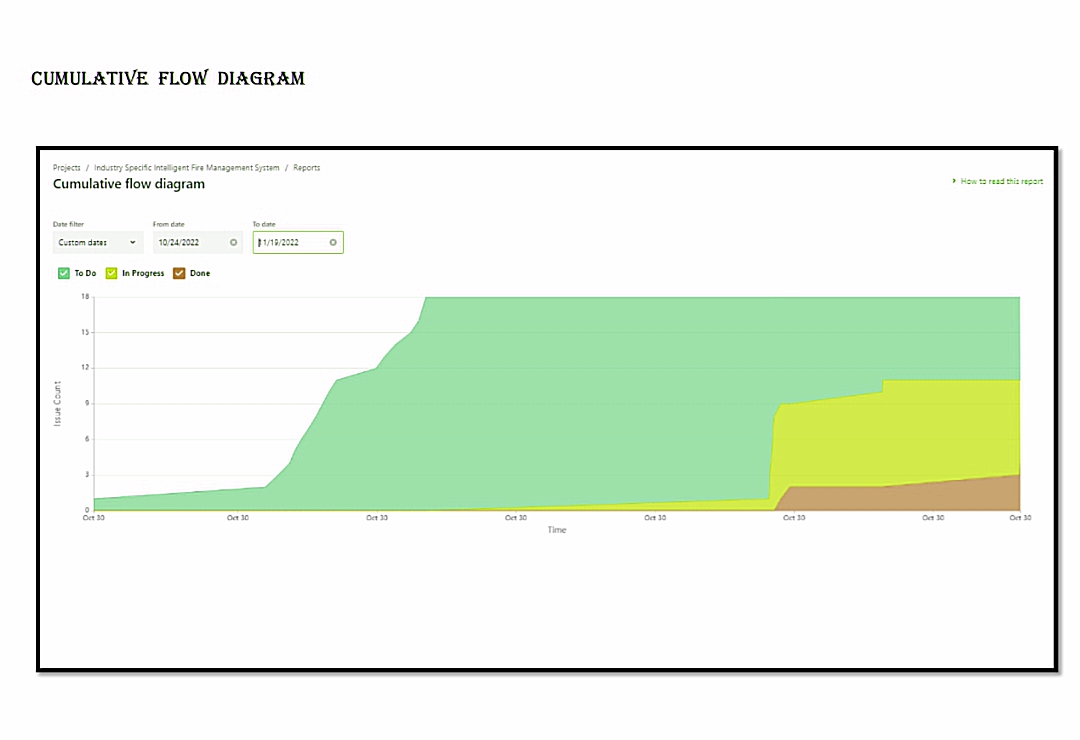 CUMULATIVE FLOW DIAGRAM
Projects / Industry Specific Intelligent Fire Management System / Reports
Cumulative flow diagram
How to read this report
Date filter From date To date
Custom dates 10/24/2022 11/19/2022
To Do In Progress Done
18
15
12
9
6
3
0
Issue Count
Oct 30 Oct 30 Oct 30 Oct 30 Oct 30 Oct 30 Oct 30 Oct 30
Time